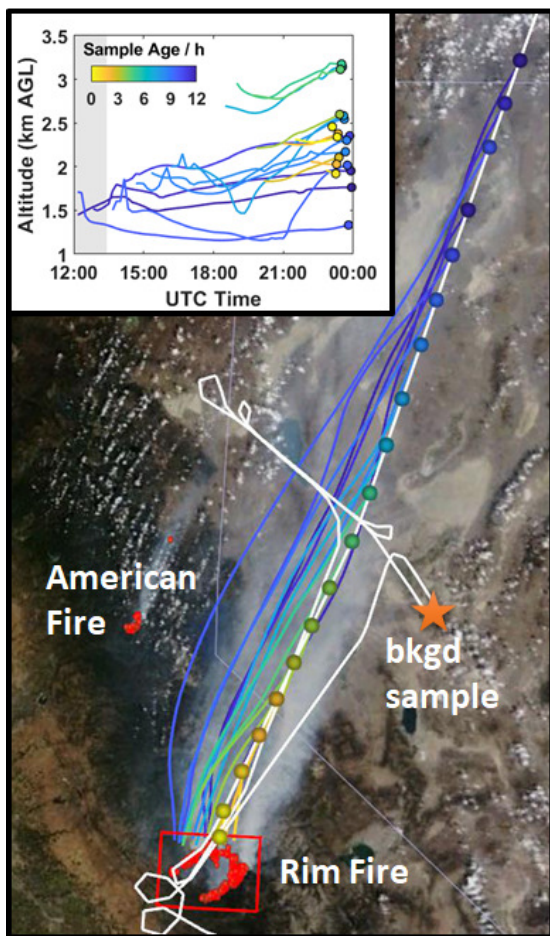 Sample Age / h
0 3 6 9 12
Altitude (km AGL)
3.5
3
2.5
2
1.5
1
12:00 15:00 18:00 21:00 00:00
UTC Time
American
Fire
bkgd
sample
Rim Fire